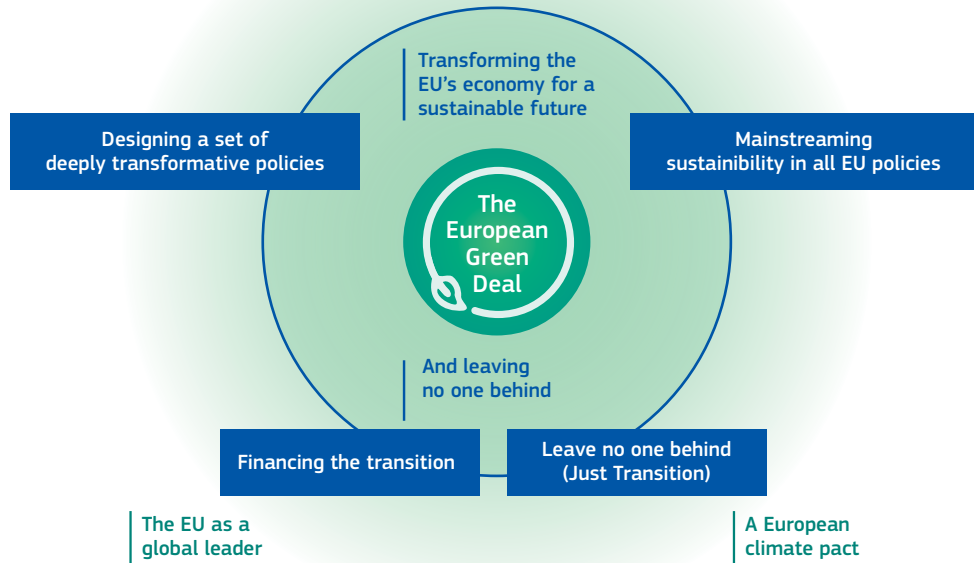 Transforming the
EU's economy for a
sustainable future
Designing a set of
deeply transformative policies
Mainstreaming
sustainibility in all EU policies
The
European
Green
Deal
And leaving
no one behind
Financing the transition
Leave no one behind
(Just Transition)
The EU as a
global leader
A European
climate pact